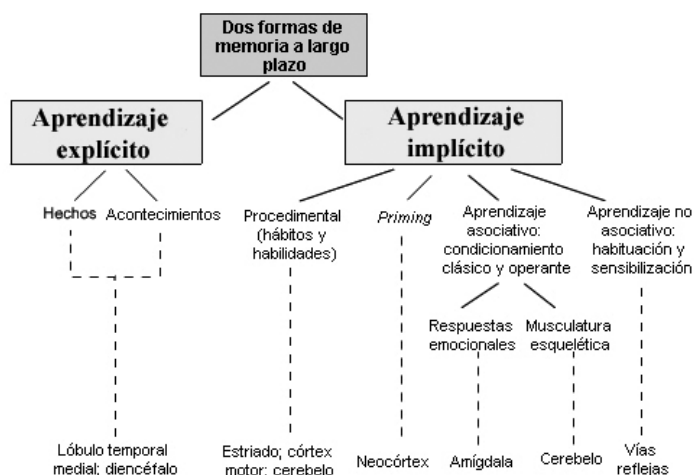 Dos formas de
memoria a largo
plazo
Aprendizaje
explícito
Aprendizaje
implícito
Hechos
Acontecimientos
Procedimental
(hábitos y
habilidades)
Priming
Aprendizaje
asociativo:
condicionamiento
clásico y operante
Aprendizaje no
asociativo:
habituación y
sensibilización
Respuestas
emocionales
Musculatura
esquelética
Lóbulo temporal
medial; diencéfalo
Estriado; córtex
motor; cerebelo
Neocórtex
Amígdala
Cerebelo
Vías
reflejas